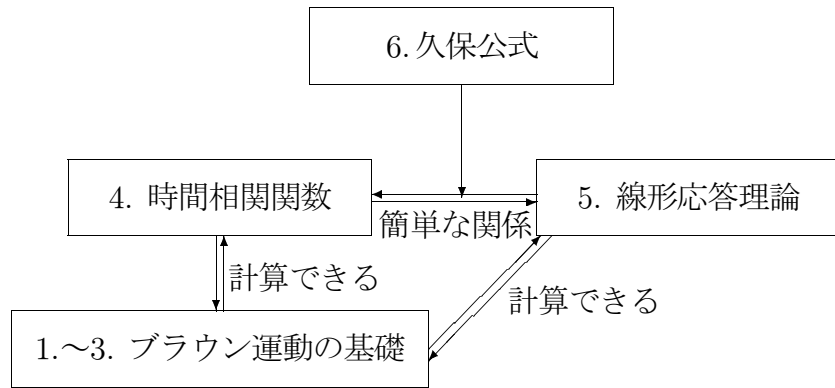 6. 久保公式
4. 時間相関関数
5. 線形応答理論
簡単な関係
計算できる
計算できる
1.〜3. ブラウン運動の基礎